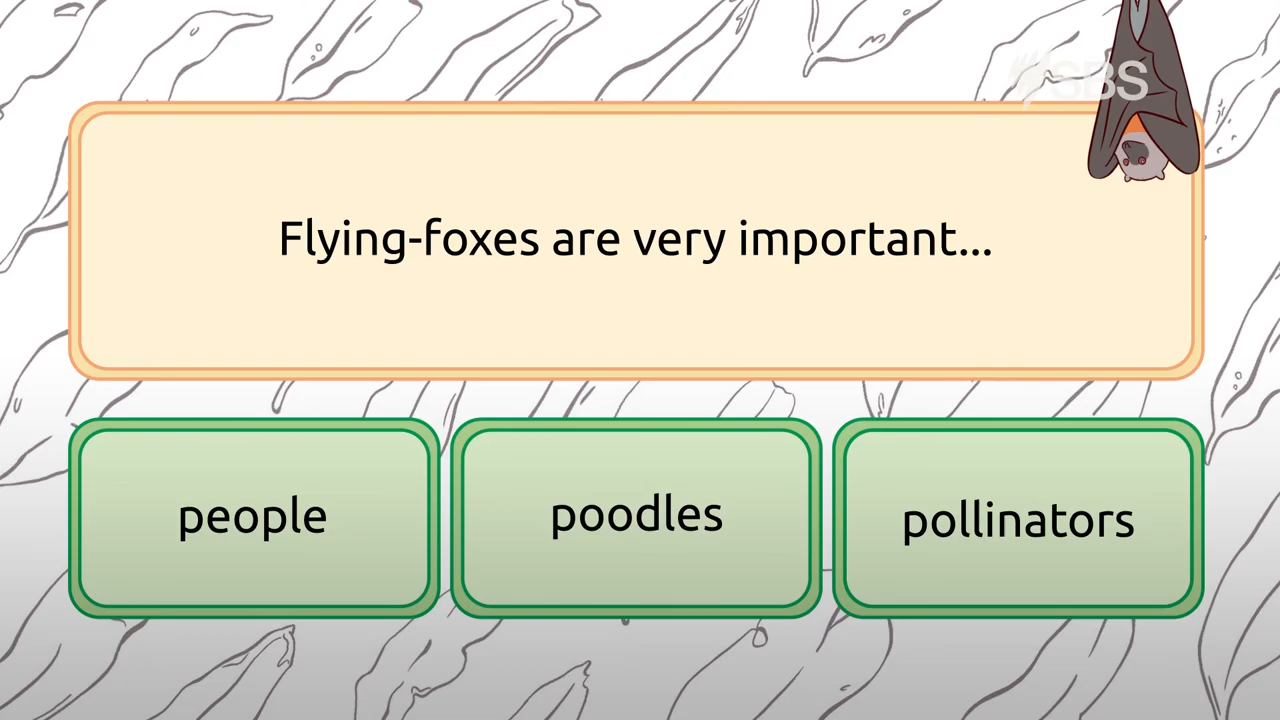 SBS
Flying-foxes are very important...
people
poodles
pollinators